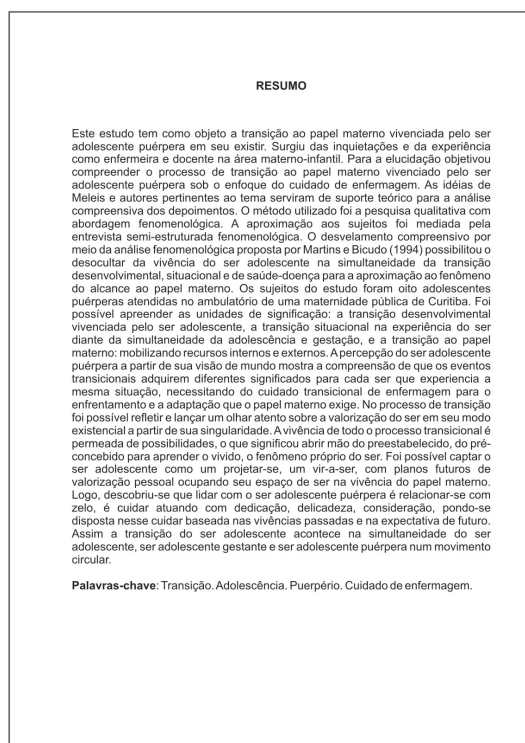 RESUMO
Este estudo tem como objeto a transição ao papel materno vivenciada pelo ser
adolescente puérpera em seu existir. Surgiu das inquietações e da experiência
como enfermeira e docente na área materno-infantil. Para a elucidação objetivou
compreender o processo de transição ao papel materno vivenciado pelo ser
adolescente puérpera sob o enfoque do cuidado de enfermagem. As idéias de
Meleis e autores pertinentes ao tema serviram de suporte teórico para a análise
compreensiva dos depoimentos. O método utilizado foi a pesquisa qualitativa com
abordagem fenomenológica. A aproximação aos sujeitos foi mediada pela
entrevista semi-estruturada fenomenológica. O desvelamento compreensivo por
meio da análise fenomenológica proposta por Martins e Bicudo (1994) possibilitou o
desocultar da vivência do ser adolescente na simultaneidade da transição
desenvolvimental, situacional e de saúde-doença para a aproximação ao fenômeno
do alcance ao papel materno. Os sujeitos do estudo foram oito adolescentes
puérperas atendidas no ambulatório de uma maternidade pública de Curitiba. Foi
possível apreender as unidades de significação: a transição desenvolvimental
vivenciada pelo ser adolescente, a transição situacional na experiência do ser
diante da simultaneidade da adolescência e gestação, e a transição ao papel
materno: mobilizando recursos internos e externos. A percepção do ser adolescente
puérpera a partir de sua visão de mundo mostra a compreensão de que os eventos
transicionais adquirem diferentes significados para cada ser que experiencia a
mesma situação, necessitando do cuidado transicional de enfermagem para o
enfrentamento e a adaptação que o papel materno exige. No processo de transição
foi possível refletir e lançar um olhar atento sobre a valorização do ser em seu modo
existencial a partir de sua singularidade. A vivência de todo o processo transicional é
permeada de possibilidades, o que significou abrir mão do preestabelecido, do pré-
concebido para aprender o vivido, o fenômeno próprio do ser. Foi possível captar o
ser adolescente como um projetar-se, um vir-a-ser, com planos futuros de
valorização pessoal ocupando seu espaço de ser na vivência do papel materno.
Logo, descobriu-se que lidar com o ser adolescente puérpera é relacionar-se com
zelo, é cuidar atuando com dedicação, delicadeza, consideração, pondo-se
disposta nesse cuidar baseada nas vivências passadas e na expectativa de futuro.
Assim a transição do ser adolescente acontece na simultaneidade do ser
adolescente, ser adolescente gestante e ser adolescente puérpera num movimento
circular.
Palavras-chave: Transição. Adolescência. Puerpério. Cuidado de enfermagem.